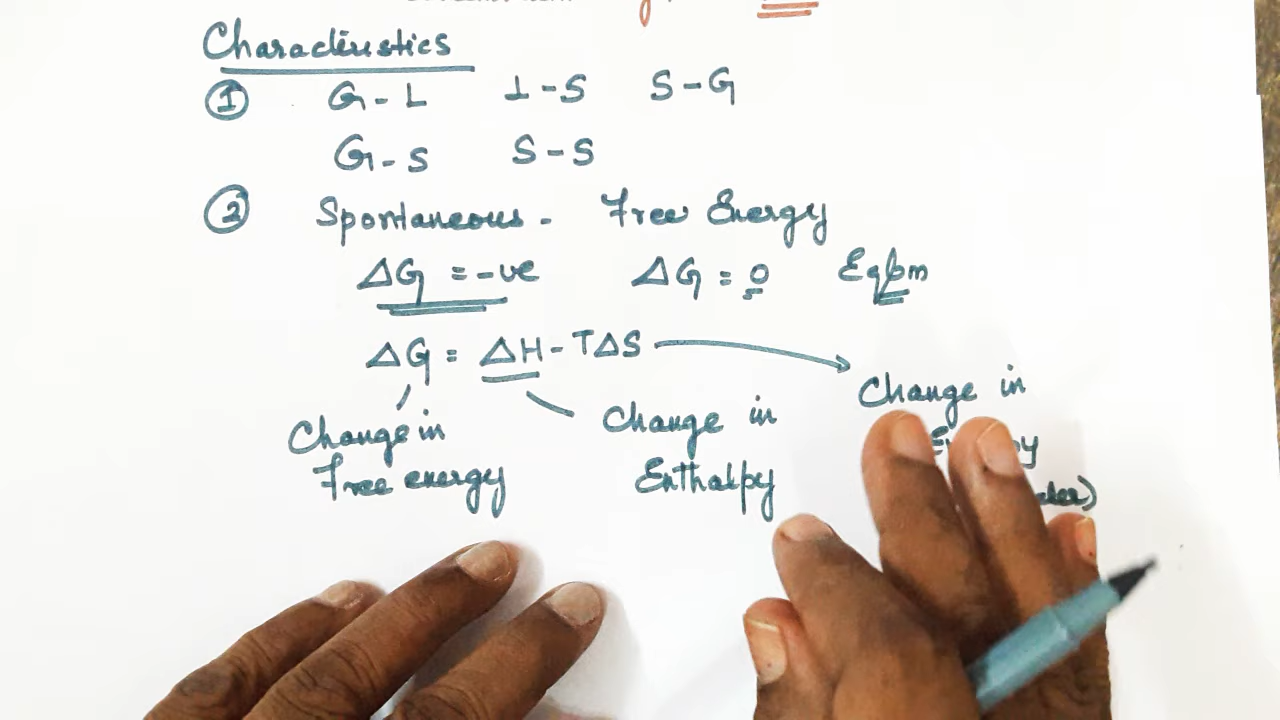 Characteristics
① G-L L-S S-G
G-S S-S
② Spontaneous - Free Energy
ΔG = -ve ΔG = 0 Eqbm
ΔG = ΔH - TΔS
Change in Change in Change in
Free energy Enthalpy